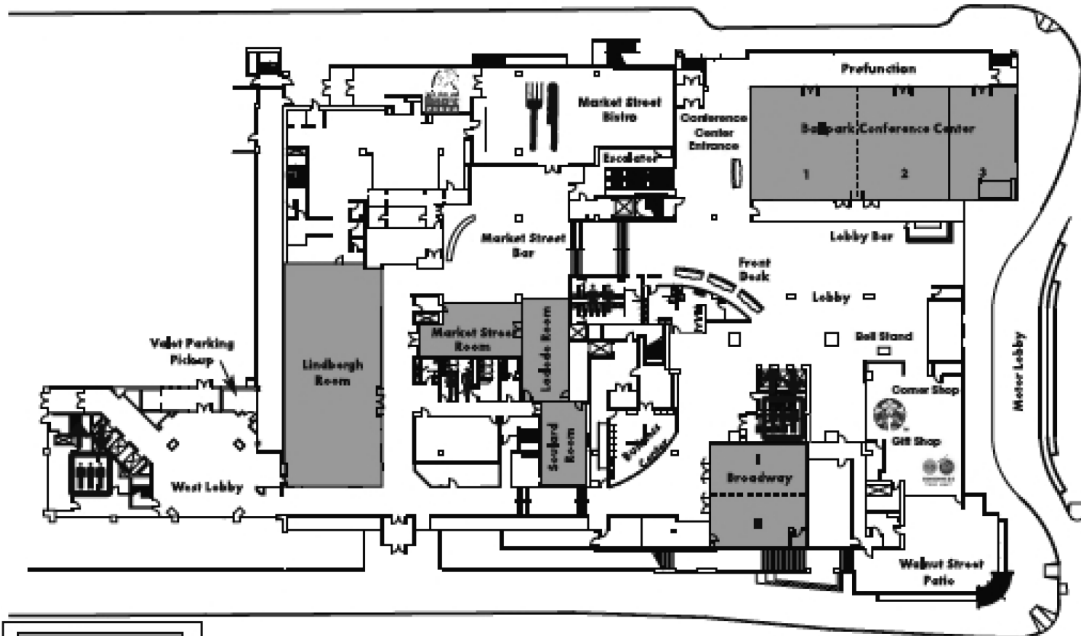 Prefunction
Market Street
Bistro
Conference
Center
Entrance
Ballpark Conference Center
1
2
3
Escalator
Market Street
Bar
Lobby Bar
Front
Desk
Lobby
Market Street
Room
Laclede Room
Bell Stand
Valet Parking
Pickup
Lindbergh
Room
Motor Lobby
Corner Shop
Gift Shop
Soulard
Room
Business
Center
I
Broadway
II
West Lobby
Walnut Street
Patio